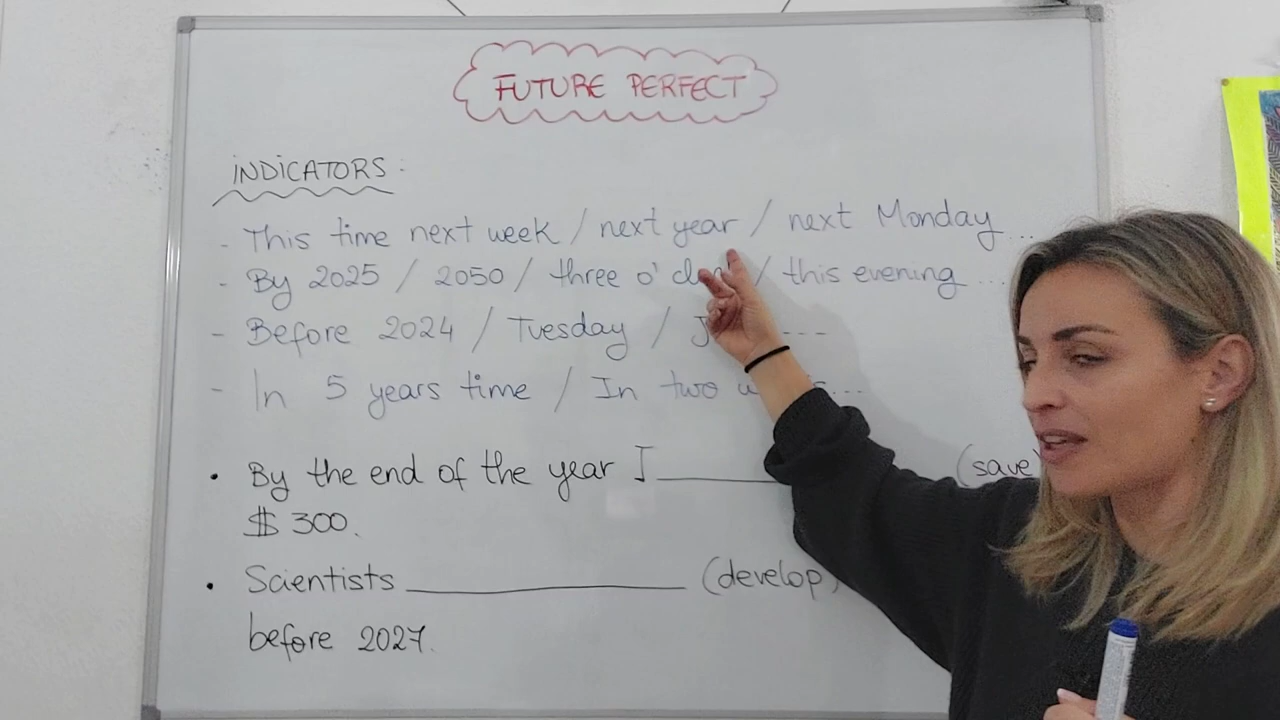 FUTURE PERFECT
INDICATORS:
- This time next week / next year / next Monday ...
- By 2025 / 2050 / three o' / this evening ...
- Before 2024 / Tuesday / ---
- In 5 years time / In two ...
• By the end of the year I ____________ (save)
$ 300.
• Scientists ____________ (develop)
before 2027.